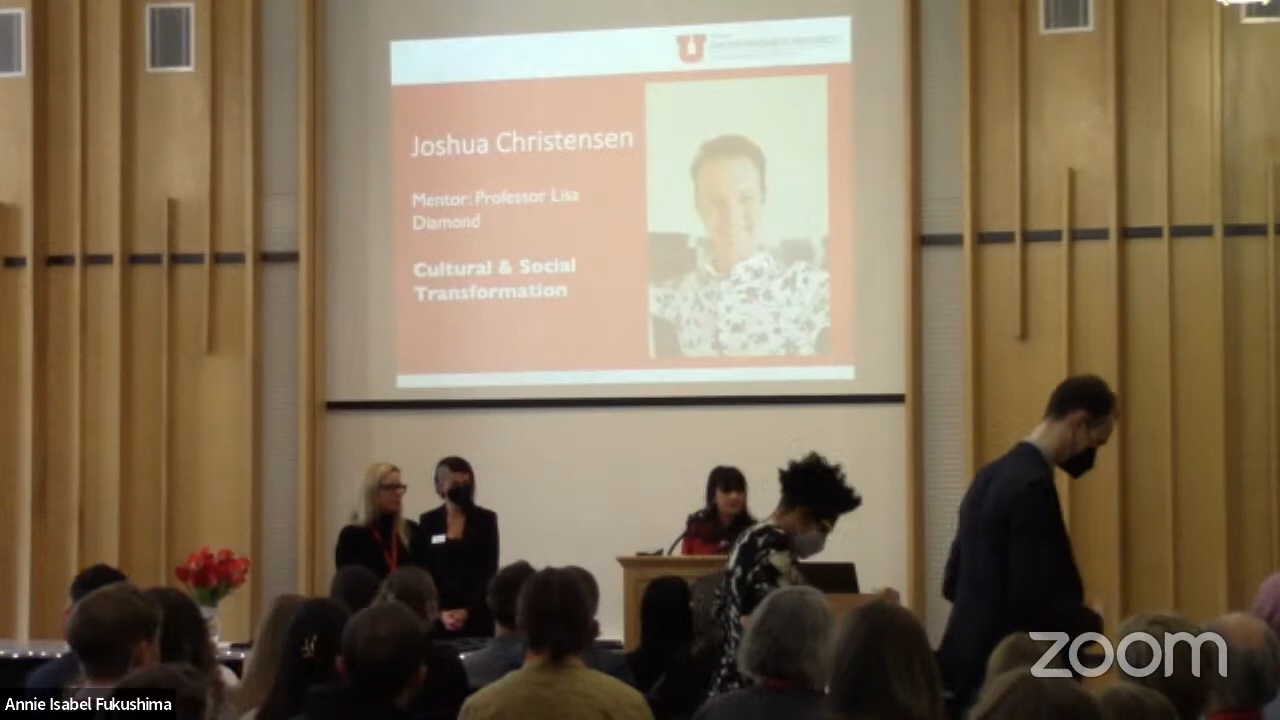 U
Joshua Christensen
Mentor: Professor Lisa
Diamond
Cultural & Social
Transformation
zoom
Annie Isabel Fukushima